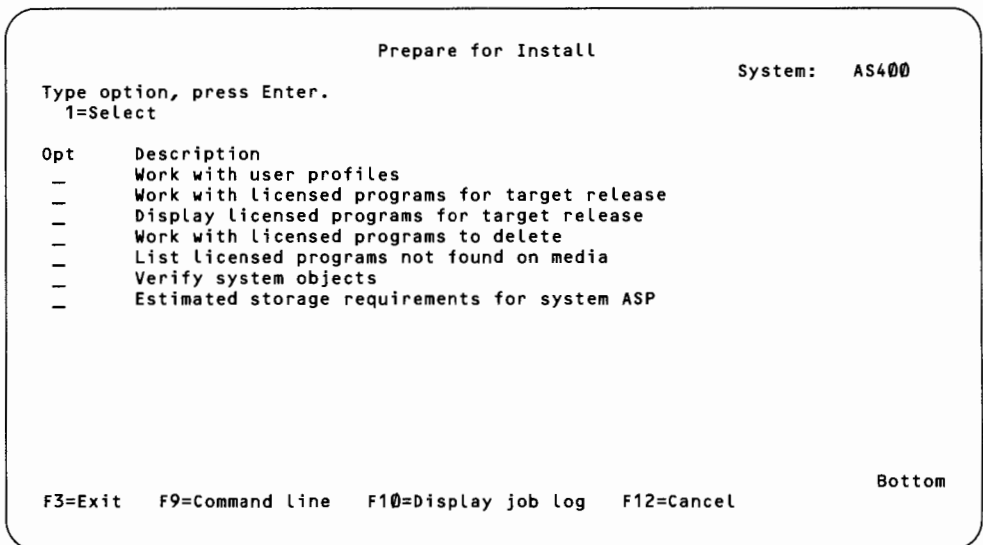 Prepare for Install
System: AS400
Type option, press Enter.
1=Select
Opt Description
_ Work with user profiles
_ Work with licensed programs for target release
_ Display licensed programs for target release
_ Work with licensed programs to delete
_ List licensed programs not found on media
_ Verify system objects
_ Estimated storage requirements for system ASP
Bottom
F3=Exit F9=Command line F10=Display job log F12=Cancel